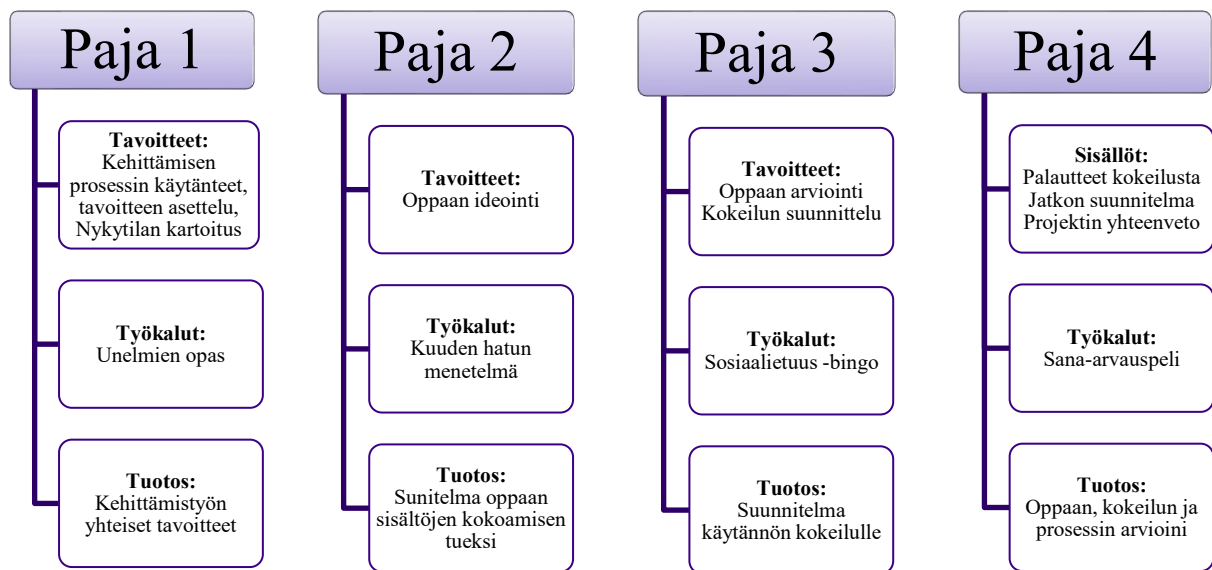 Paja 1
Tavoitteet:
Kehittämisen
prosessin käytänteet,
tavoitteen asettelu,
Nykytilan kartoitus
Työkalut:
Unelmien opas
Tuotos:
Kehittämistyön
yhteiset tavoitteet
Paja 2
Tavoitteet:
Oppaan ideointi
Työkalut:
Kuuden hatun
menetelmä
Tuotos:
Sunitelma oppaan
sisältöjen kokoamisen
tueksi
Paja 3
Tavoitteet:
Oppaan arviointi
Kokeilun suunnittelu
Työkalut:
Sosiaalietuus -bingo
Tuotos:
Suunnitelma
käytännön kokeilulle
Paja 4
Sisällöt:
Palautteet kokeilusta
Jatkon suunnitelma
Projektin yhteenveto
Työkalut:
Sana-arvauspeli
Tuotos:
Oppaan, kokeilun ja
prosessin arvioini